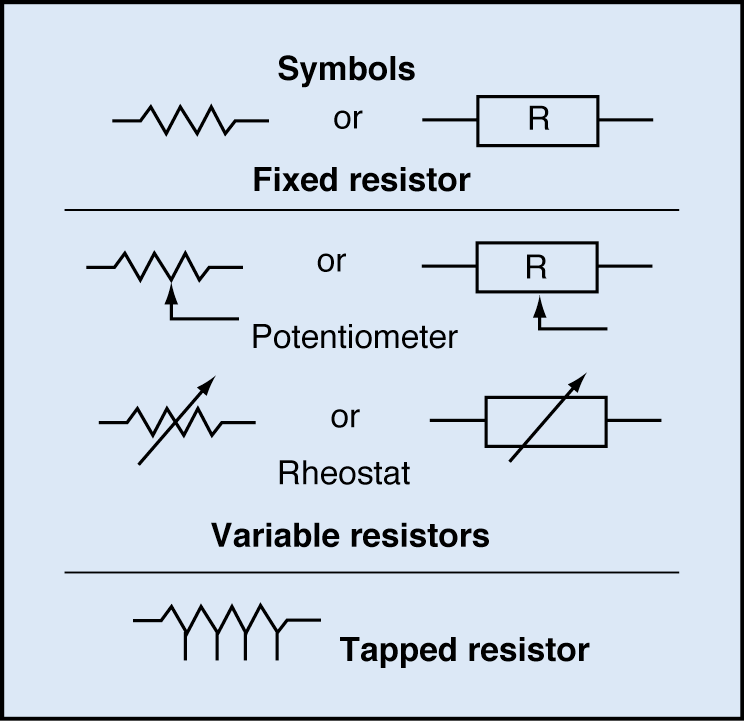 Symbols
or R
Fixed resistor
or R
Potentiometer
or
Rheostat
Variable resistors
Tapped resistor